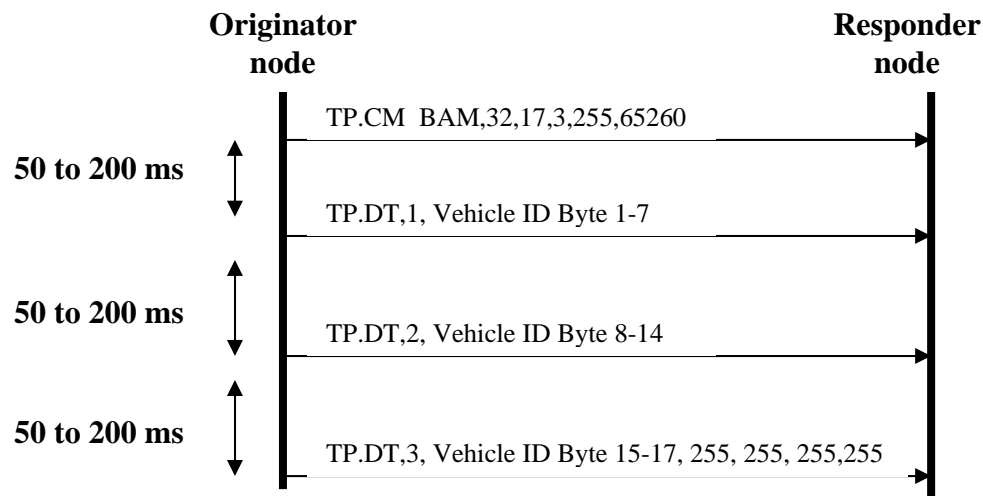 Originator
node
Responder
node
TP.CM BAM,32,17,3,255,65260
50 to 200 ms
TP.DT,1, Vehicle ID Byte 1-7
50 to 200 ms
TP.DT,2, Vehicle ID Byte 8-14
50 to 200 ms
TP.DT,3, Vehicle ID Byte 15-17, 255, 255, 255,255